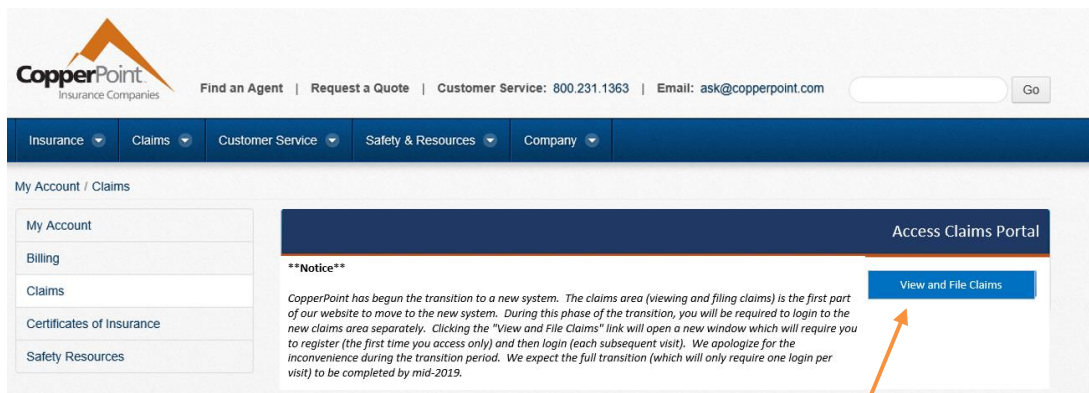 CopperPoint
Insurance Companies
Find an Agent | Request a Quote | Customer Service: 800.231.1363 | Email: ask@copperpoint.com
Go
Insurance Claims Customer Service Safety & Resources Company
My Account / Claims
My Account
Billing
Claims
Certificates of Insurance
Safety Resources
Access Claims Portal
**Notice**
CopperPoint has begun the transition to a new system. The claims area (viewing and filing claims) is the first part
of our website to move to the new system. During this phase of the transition, you will be required to login to the
new claims area separately. Clicking the "View and File Claims" link will open a new window which will require you
to register (the first time you access only) and then login (each subsequent visit). We apologize for the
inconvenience during the transition period. We expect the full transition (which will only require one login per
visit) to be completed by mid-2019.
View and File Claims